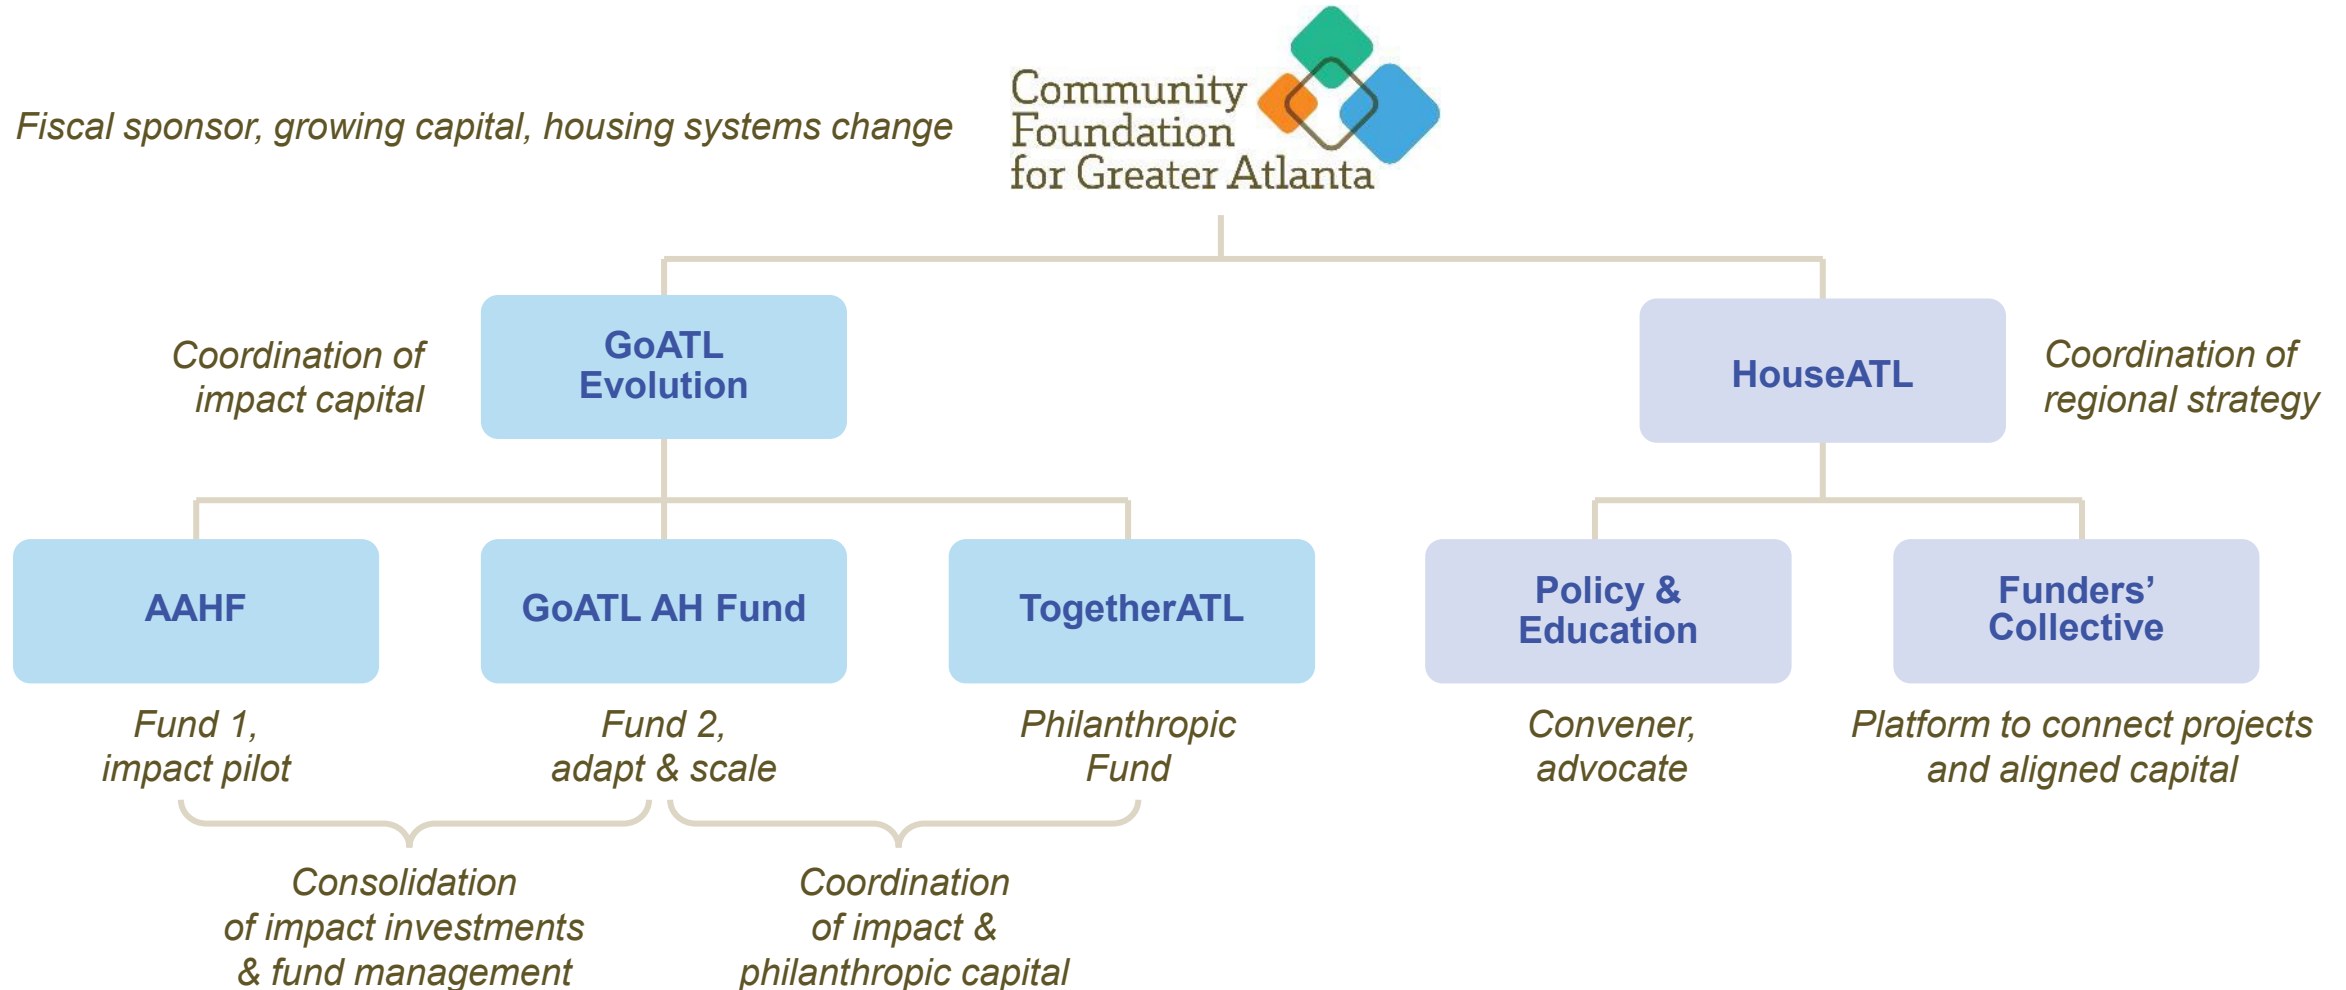 Community
Foundation
for Greater Atlanta
Fiscal sponsor, growing capital, housing systems change
Coordination of
impact capital
GoATL
Evolution
HouseATL
Coordination of
regional strategy
AAHF
GoATL AH Fund
TogetherATL
Policy &
Education
Funders’
Collective
Fund 1,
impact pilot
Fund 2,
adapt & scale
Philanthropic
Fund
Convener,
advocate
Platform to connect projects
and aligned capital
Consolidation
of impact investments
& fund management
Coordination
of impact &
philanthropic capital